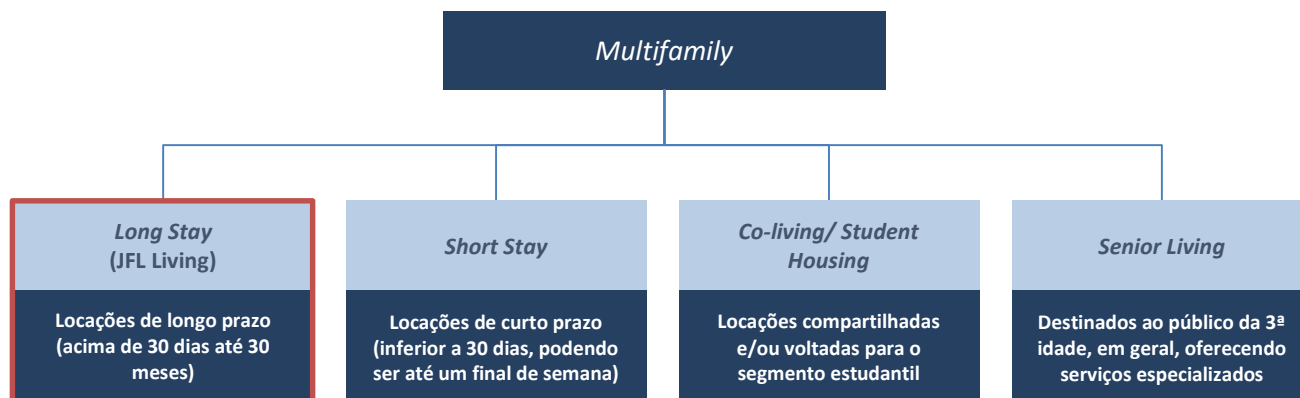 Multifamily
Long Stay
(JFL Living)
Locações de longo prazo
(acima de 30 dias até 30
meses)
Short Stay
Locações de curto prazo
(inferior a 30 dias, podendo
ser até um final de semana)
Co-living/ Student
Housing
Locações compartilhadas
e/ou voltadas para o
segmento estudantil
Senior Living
Destinados ao público da 3ª
idade, em geral, oferecendo
serviços especializados